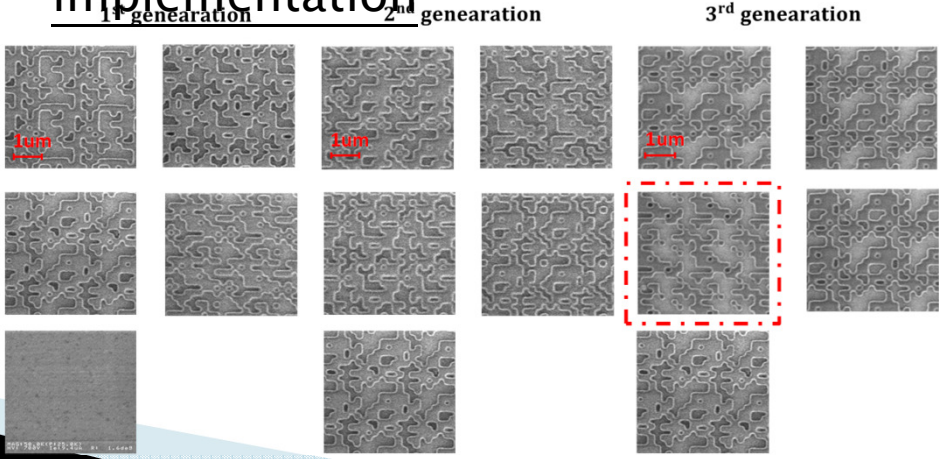 Implementation
1st genearation 2nd genearation 3rd genearation
1um 1um 1um